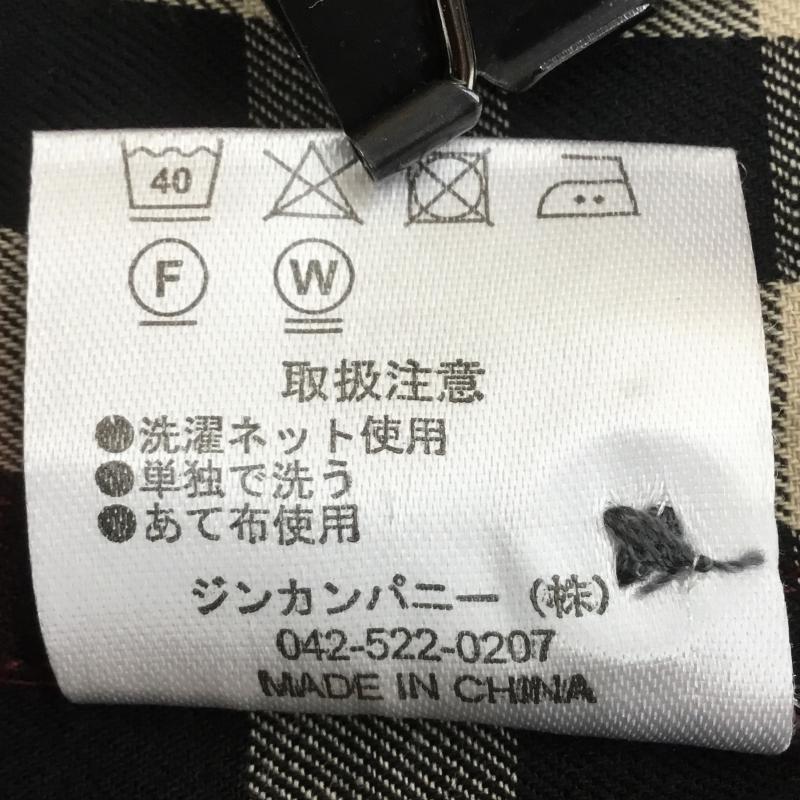 40
F W
取扱注意
●洗濯ネット使用
●単独で洗う
●あて布使用
ジンカンパニー（株）
042-522-0207
MADE IN CHINA